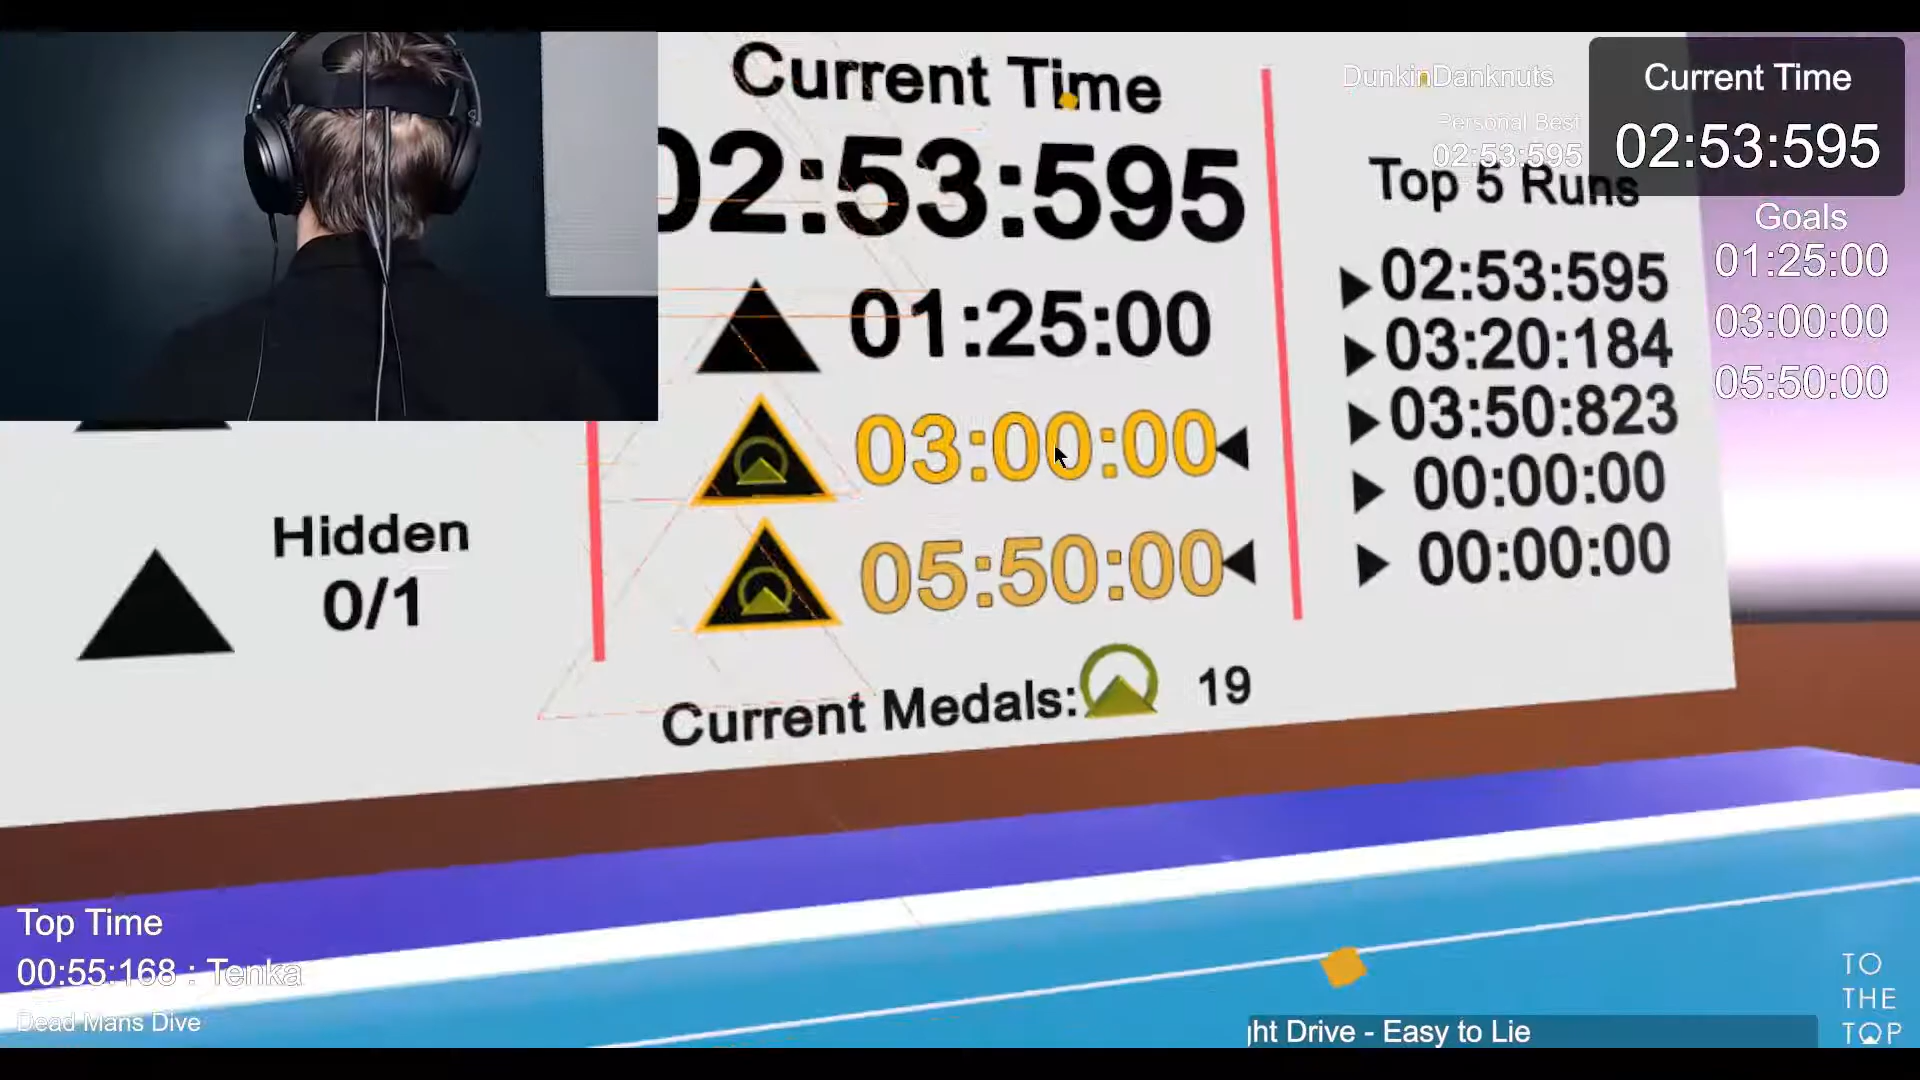 Current Time
02:53:595
01:25:00
03:00:00
05:50:00
Current Medals: 19
Hidden
0/1
Top 5 Runs
02:53:595
03:20:184
03:50:823
00:00:00
00:00:00
DunkinDanknuts
Personal Best
02:53:595
Current Time
02:53:595
Goals
01:25:00
03:00:00
05:50:00
Top Time
00:55:168 : Tenka
Dead Mans Dive
ht Drive - Easy to Lie
TO
THE
TOP